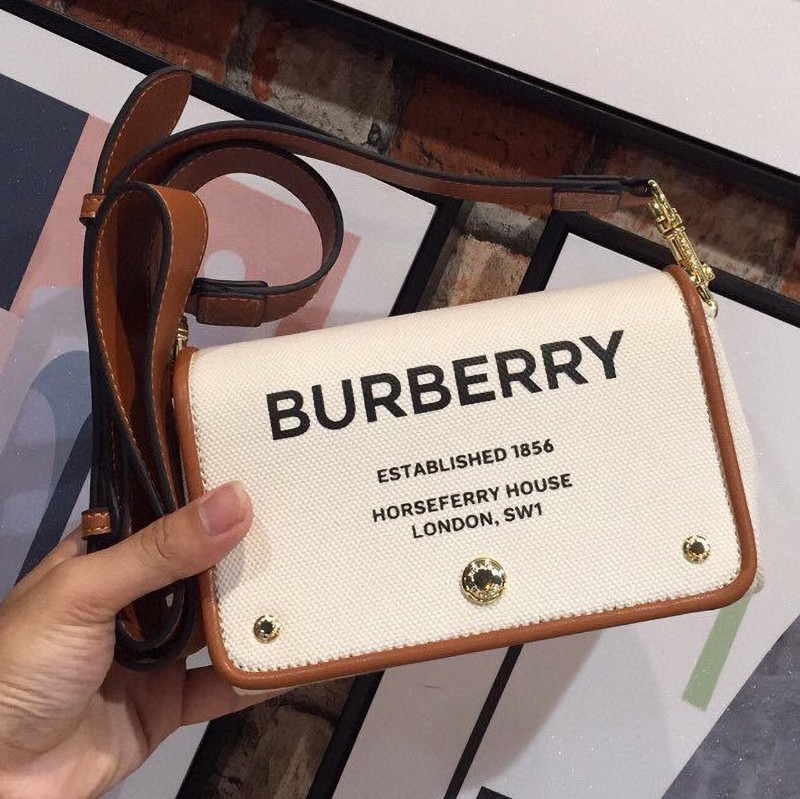 BURBERRY
ESTABLISHED 1856
HORSEFERRY HOUSE
LONDON, SW1